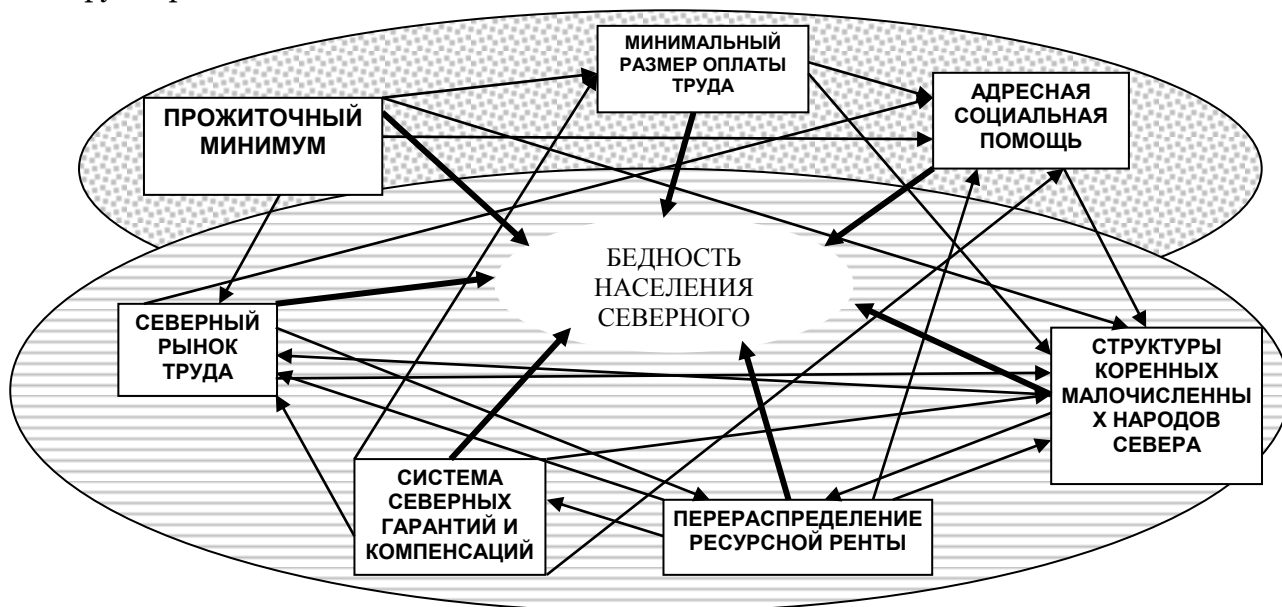 МИНИМАЛЬНЫЙ
РАЗМЕР ОПЛАТЫ
ТРУДА
АДРЕСНАЯ
СОЦИАЛЬНАЯ
ПОМОЩЬ
ПРОЖИТОЧНЫЙ
МИНИМУМ
БЕДНОСТЬ
НАСЕЛЕНИЯ
СЕВЕРНОГО
СЕВЕРНЫЙ
РЫНОК
ТРУДА
СТРУКТУРЫ
КОРЕННЫХ
МАЛОЧИСЛЕННЫ
Х НАРОДОВ
СЕВЕРА
СИСТЕМА
СЕВЕРНЫХ
ГАРАНТИЙ И
КОМПЕНСАЦИЙ
ПЕРЕРАСПРЕДЕЛЕНИЕ
РЕСУРСНОЙ РЕНТЫ